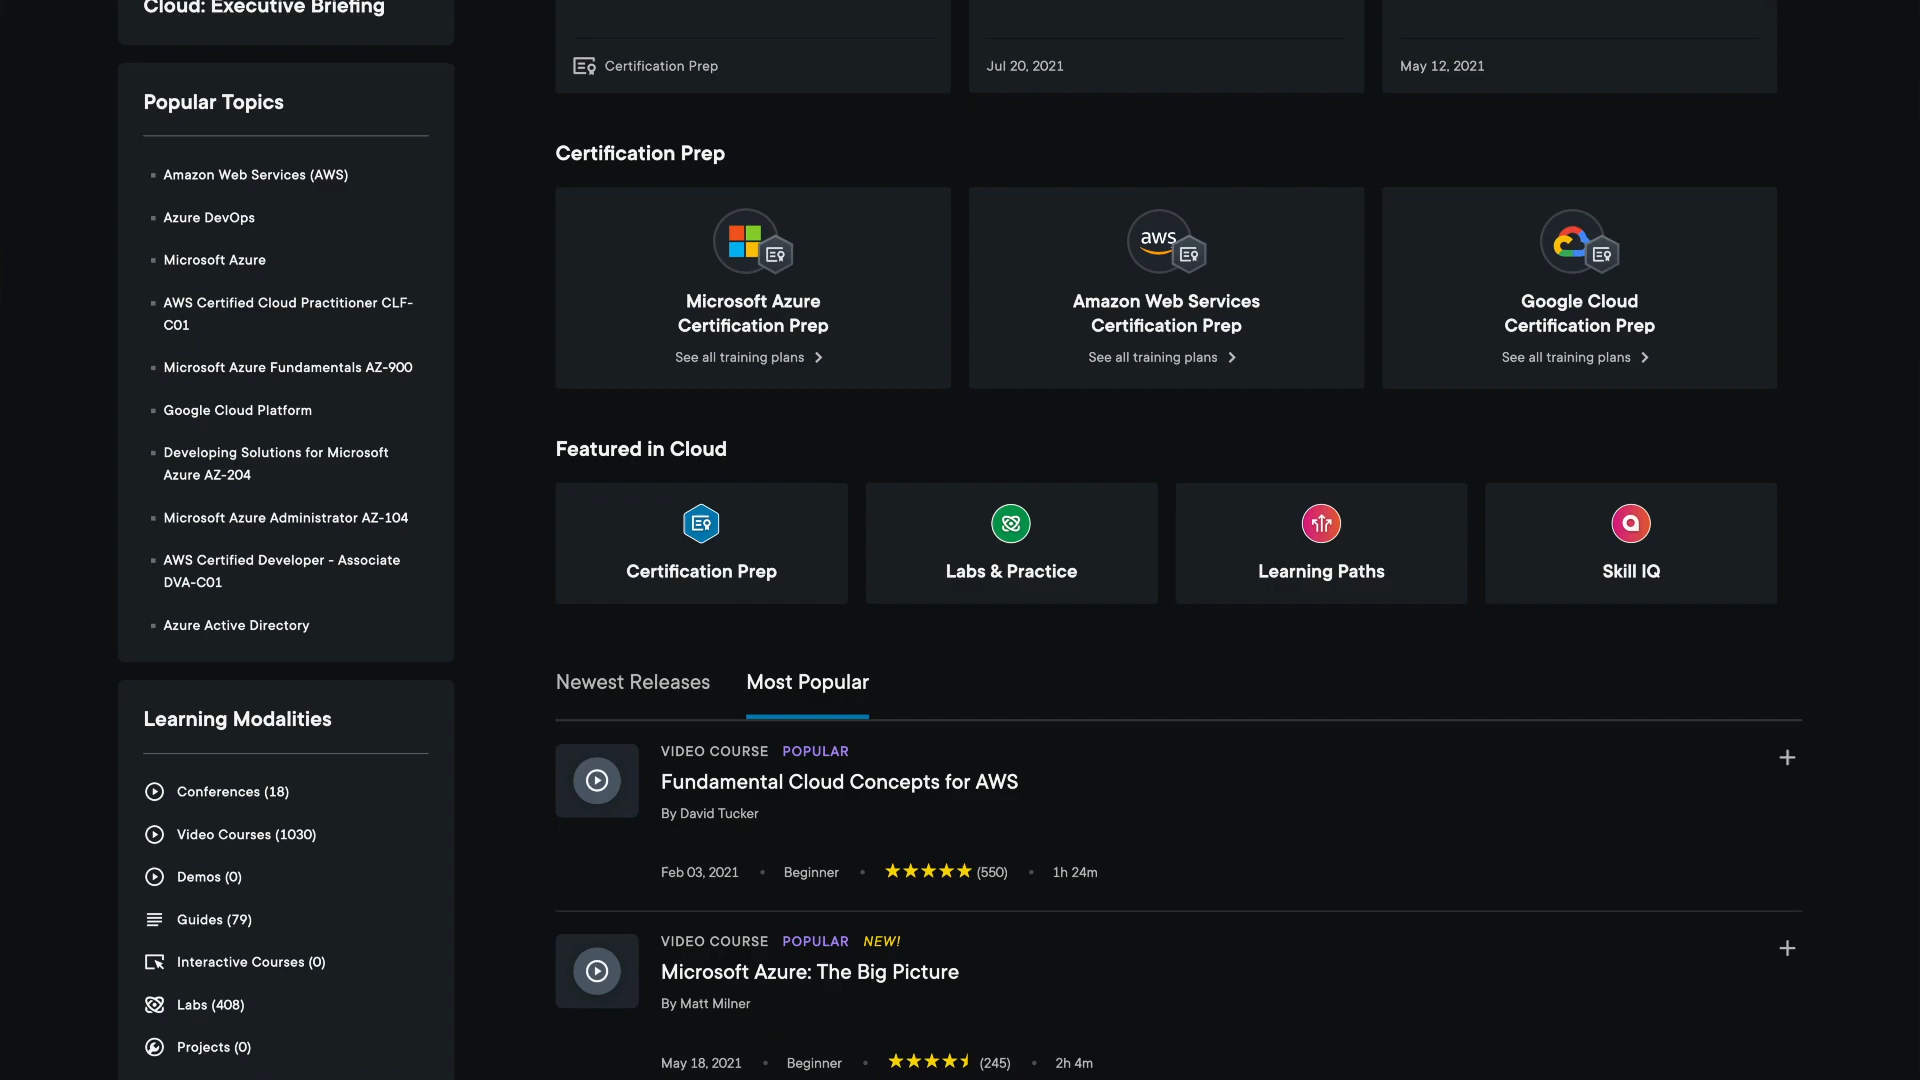 Cloud: Executive Briefing
Popular Topics
Amazon Web Services (AWS)
Azure DevOps
Microsoft Azure
AWS Certified Cloud Practitioner CLF-
C01
Microsoft Azure Fundamentals AZ-900
Google Cloud Platform
Developing Solutions for Microsoft
Azure AZ-204
Microsoft Azure Administrator AZ-104
AWS Certified Developer - Associate
DVA-C01
Azure Active Directory
Learning Modalities
Conferences (18)
Video Courses (1030)
Demos (0)
Guides (79)
Interactive Courses (0)
Labs (408)
Projects (0)
Certification Prep
Jul 20, 2021
May 12, 2021
Certification Prep
Microsoft Azure
Certification Prep
See all training plans
aws
Amazon Web Services
Certification Prep
See all training plans
Google Cloud
Certification Prep
See all training plans
Featured in Cloud
Certification Prep
Labs & Practice
Learning Paths
Skill IQ
Newest Releases
Most Popular
VIDEO COURSE POPULAR
Fundamental Cloud Concepts for AWS
By David Tucker
Feb 03, 2021 • Beginner • ★★★★★ (550) • 1h 24m
VIDEO COURSE POPULAR NEW!
Microsoft Azure: The Big Picture
By Matt Milner
May 18, 2021 • Beginner • (245) • 2h 4m